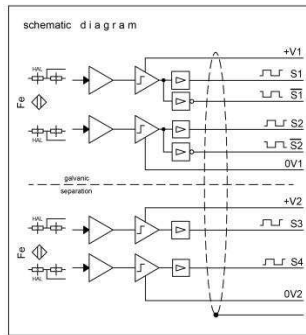 schematic diagram
+V1
HAL
S1
S1
Fe
S2
HAL
S2
0V1
galvanic
separation
+V2
HAL
S3
Fe
HAL
S4
0V2